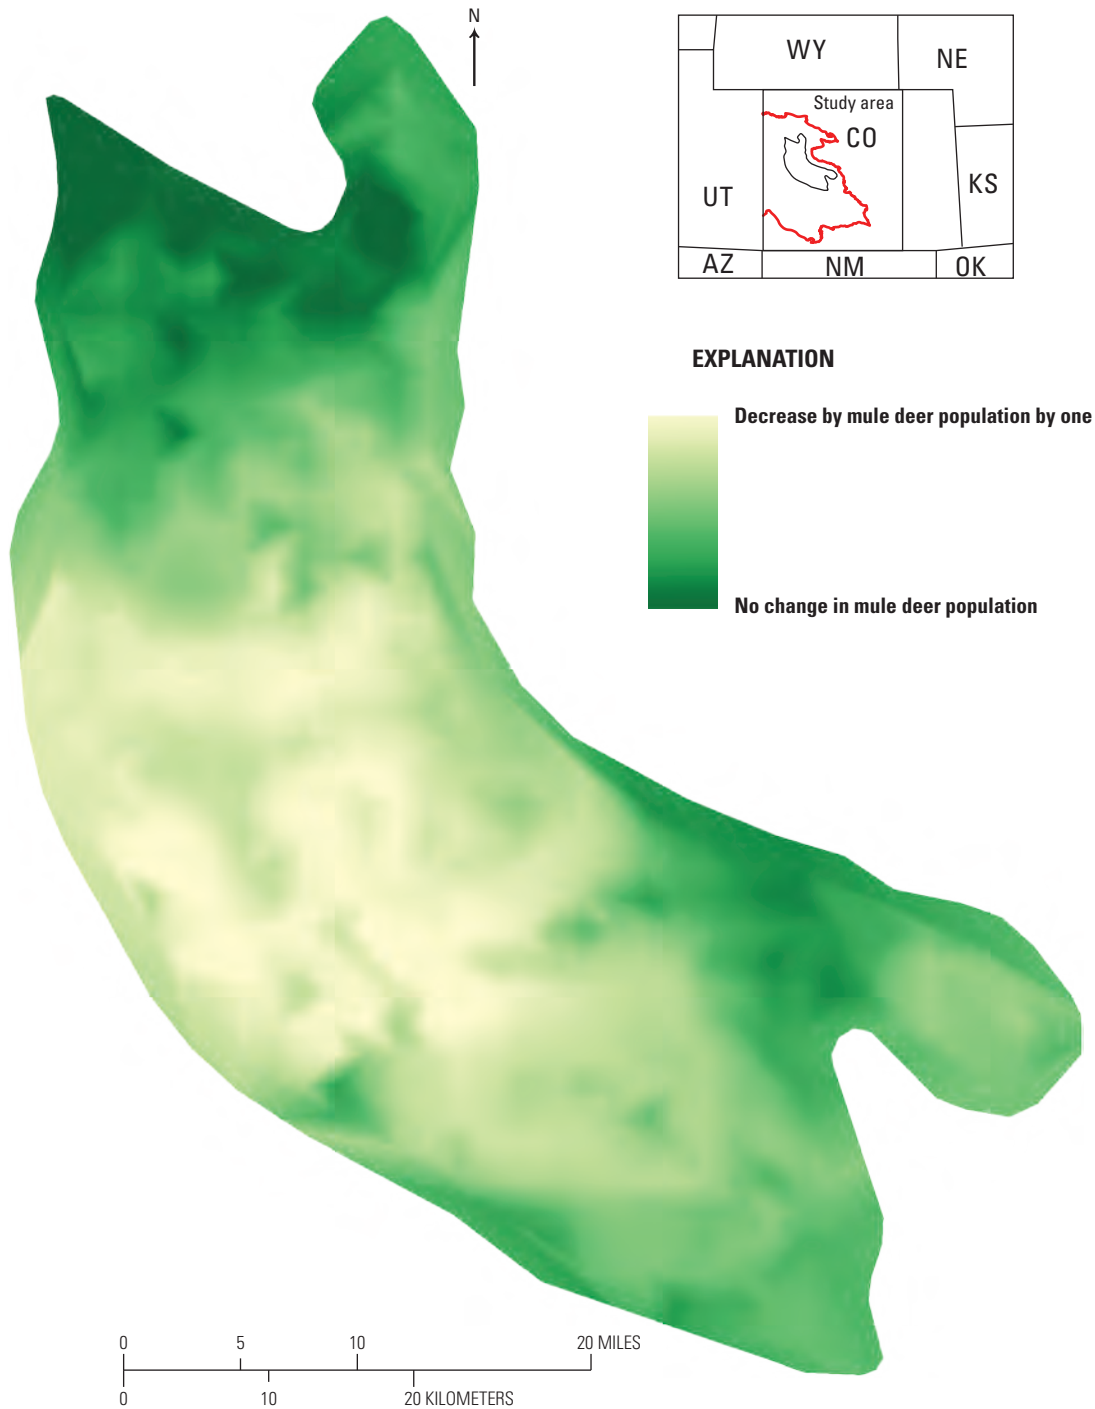 N
WY
NE
Study area
CO
UT
KS
AZ
NM
OK
EXPLANATION
Decrease by mule deer population by one
No change in mule deer population
0 5 10 20 MILES
0 10 20 KILOMETERS